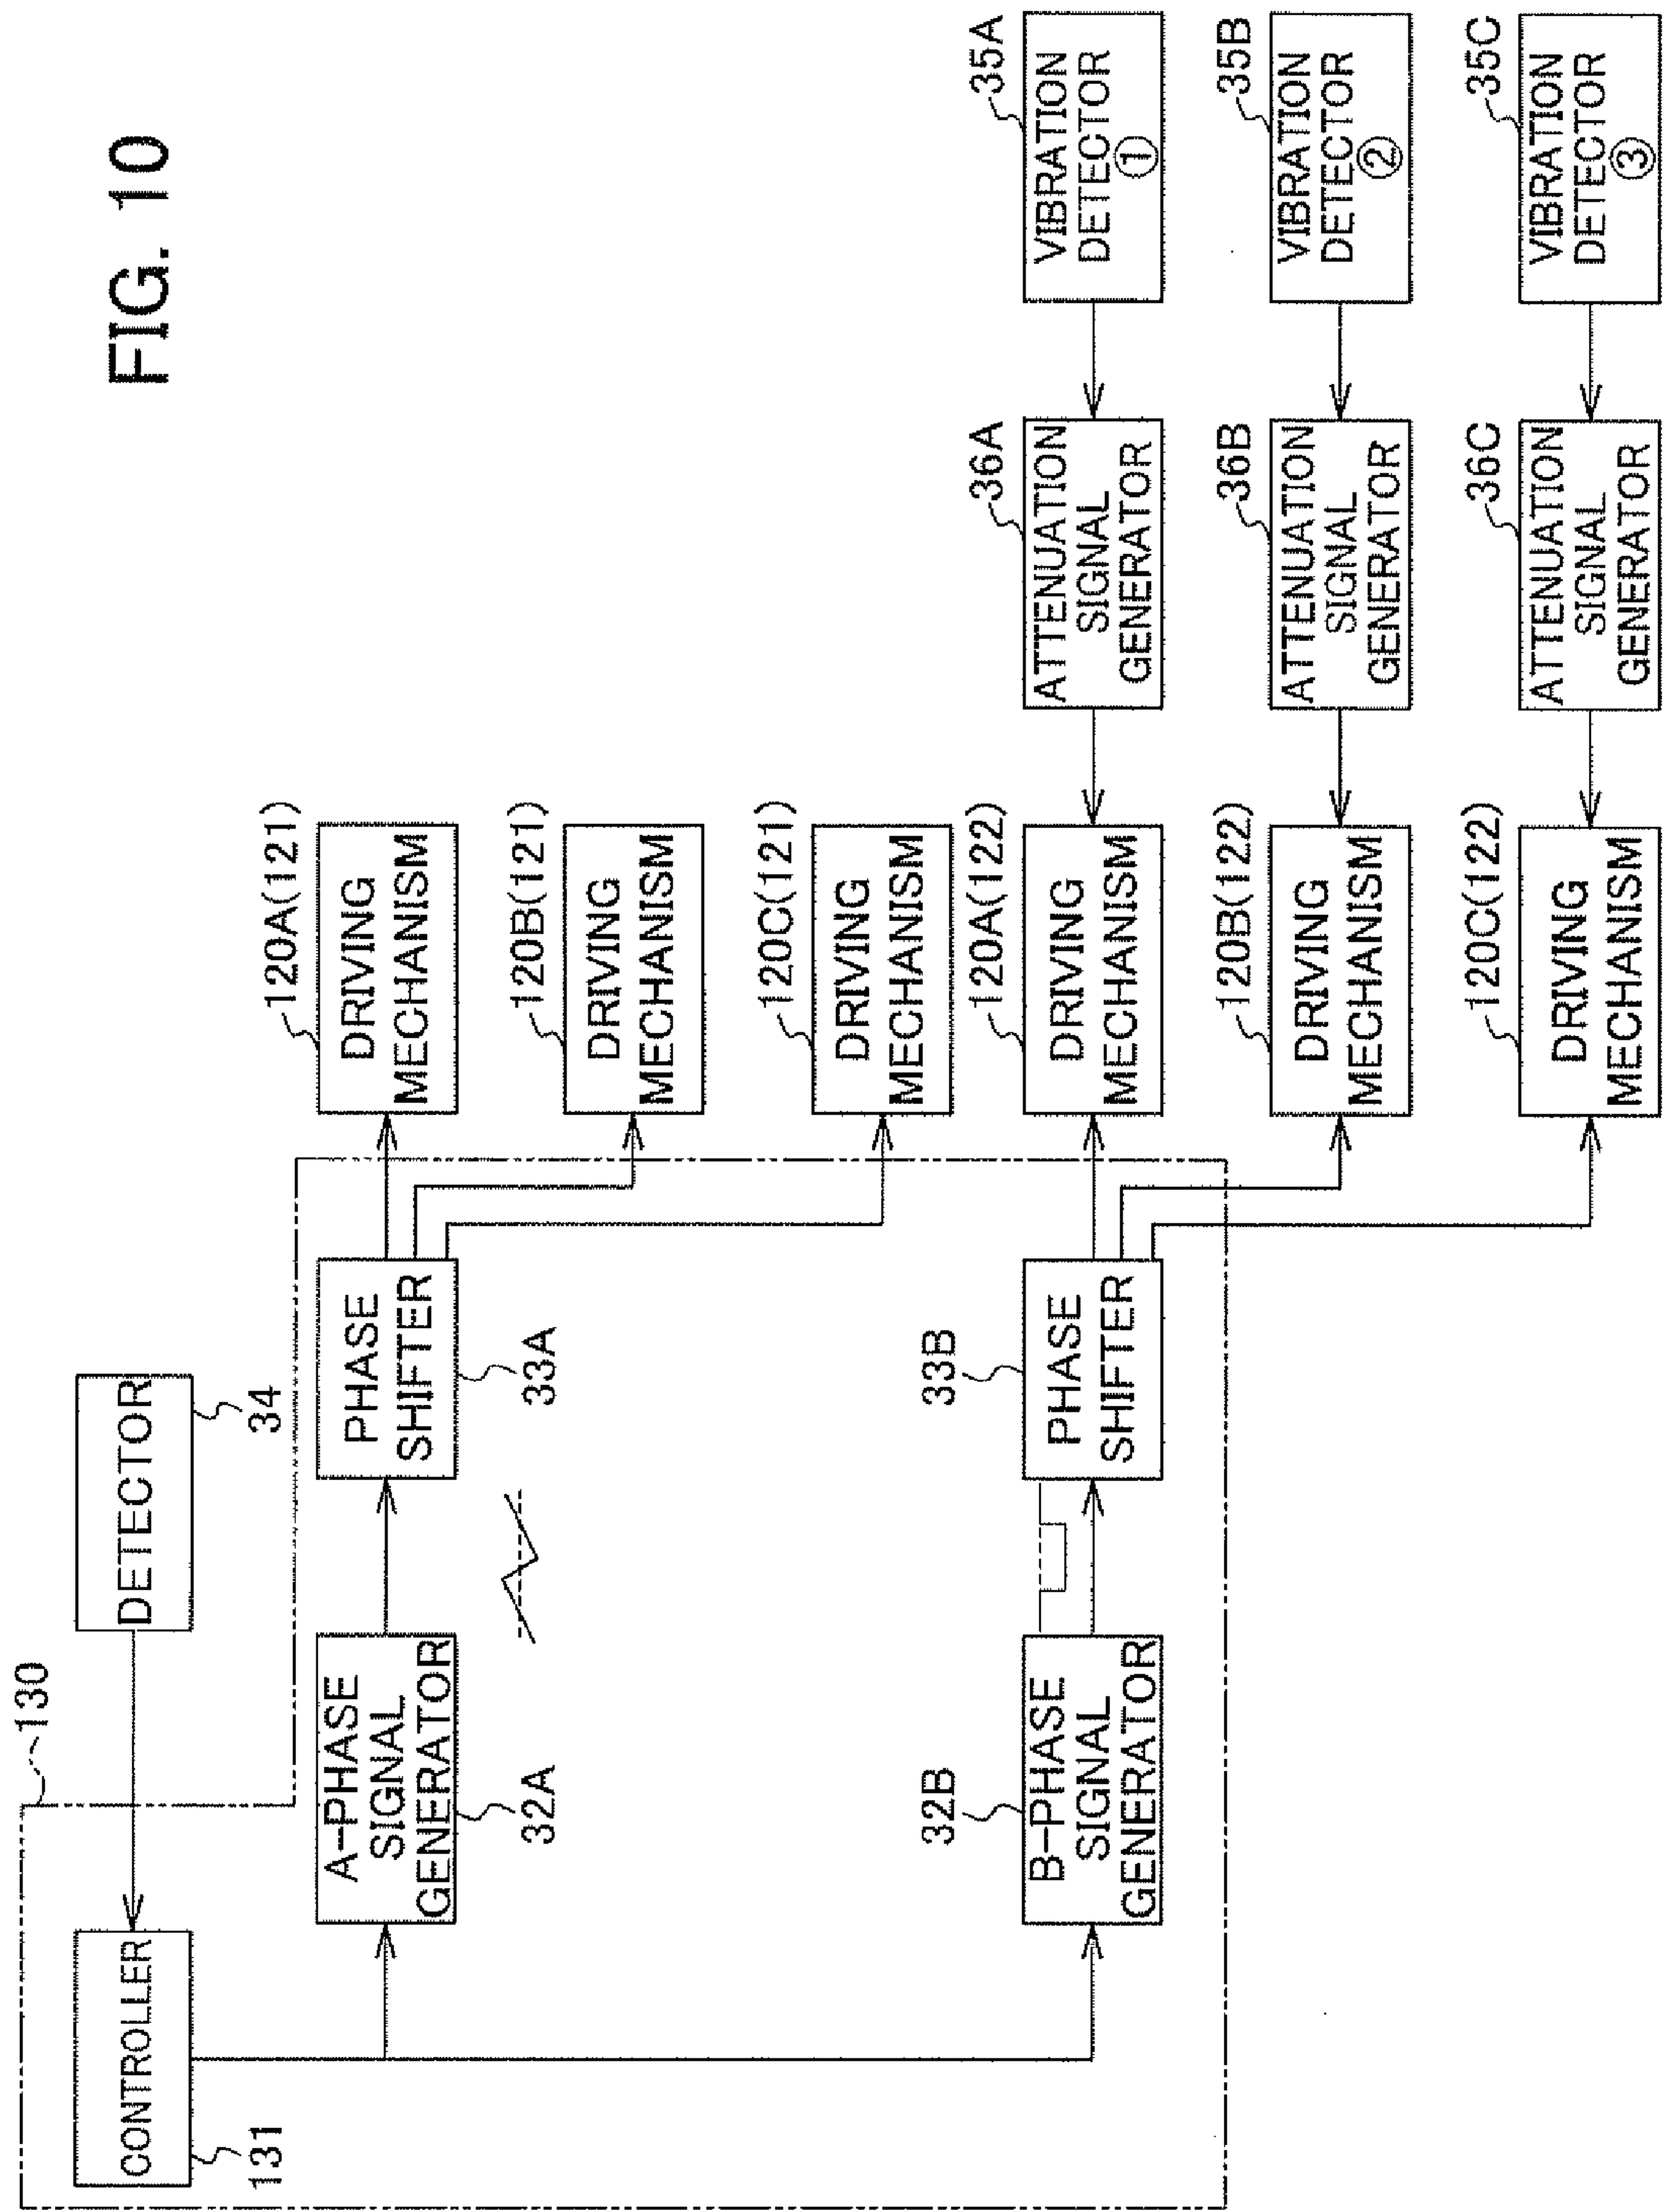 FIG. 10
130
CONTROLLER
131
DETECTOR
34
A-PHASE
SIGNAL
GENERATOR
32A
PHASE
SHIFTER
33A
120A(121)
DRIVING
MECHANISM
120B(121)
DRIVING
MECHANISM
120C(121)
DRIVING
MECHANISM
B-PHASE
SIGNAL
GENERATOR
32B
PHASE
SHIFTER
33B
120A(122)
DRIVING
MECHANISM
36A
ATTENUATION
SIGNAL
GENERATOR
35A
VIBRATION
DETECTOR
①
120B(122)
DRIVING
MECHANISM
36B
ATTENUATION
SIGNAL
GENERATOR
35B
VIBRATION
DETECTOR
②
120C(122)
DRIVING
MECHANISM
36C
ATTENUATION
SIGNAL
GENERATOR
35C
VIBRATION
DETECTOR
③